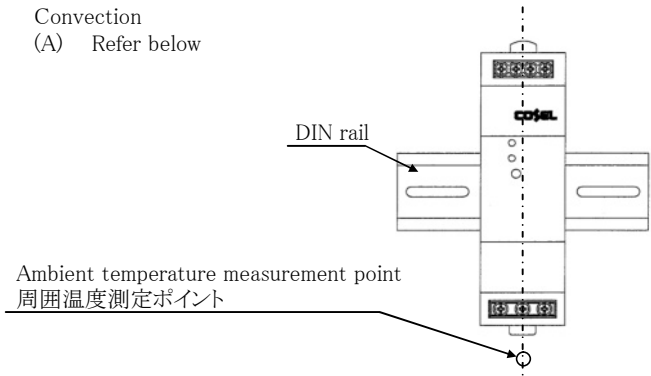 Convection
(A) Refer below
COSEL
DIN rail
Ambient temperature measurement point
周囲温度測定ポイント